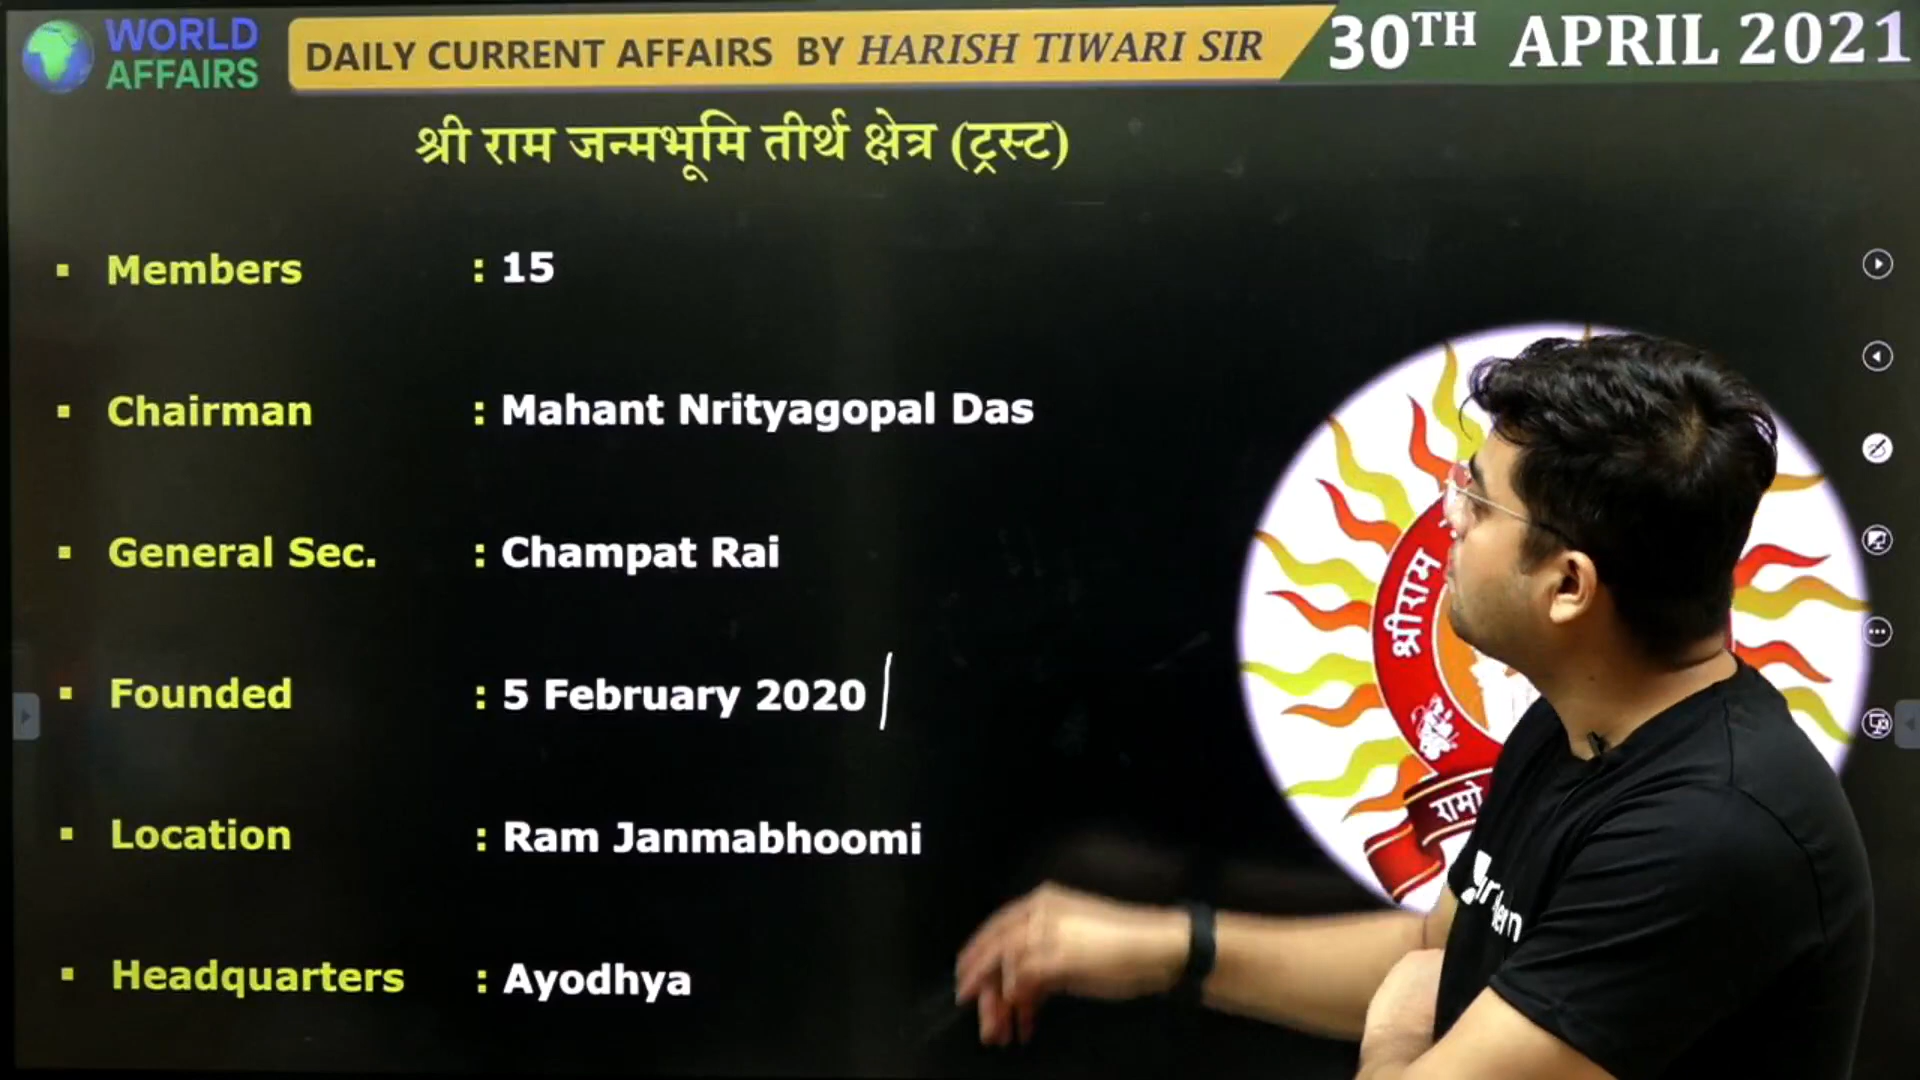 WORLD
AFFAIRS
DAILY CURRENT AFFAIRS BY HARISH TIWARI SIR
30TH APRIL 2021
श्री राम जन्मभूमि तीर्थ क्षेत्र (ट्रस्ट)
▪ Members : 15
▪ Chairman : Mahant Nrityagopal Das
▪ General Sec. : Champat Rai
▪ Founded : 5 February 2020
▪ Location : Ram Janmabhoomi
▪ Headquarters : Ayodhya
श्रीराम